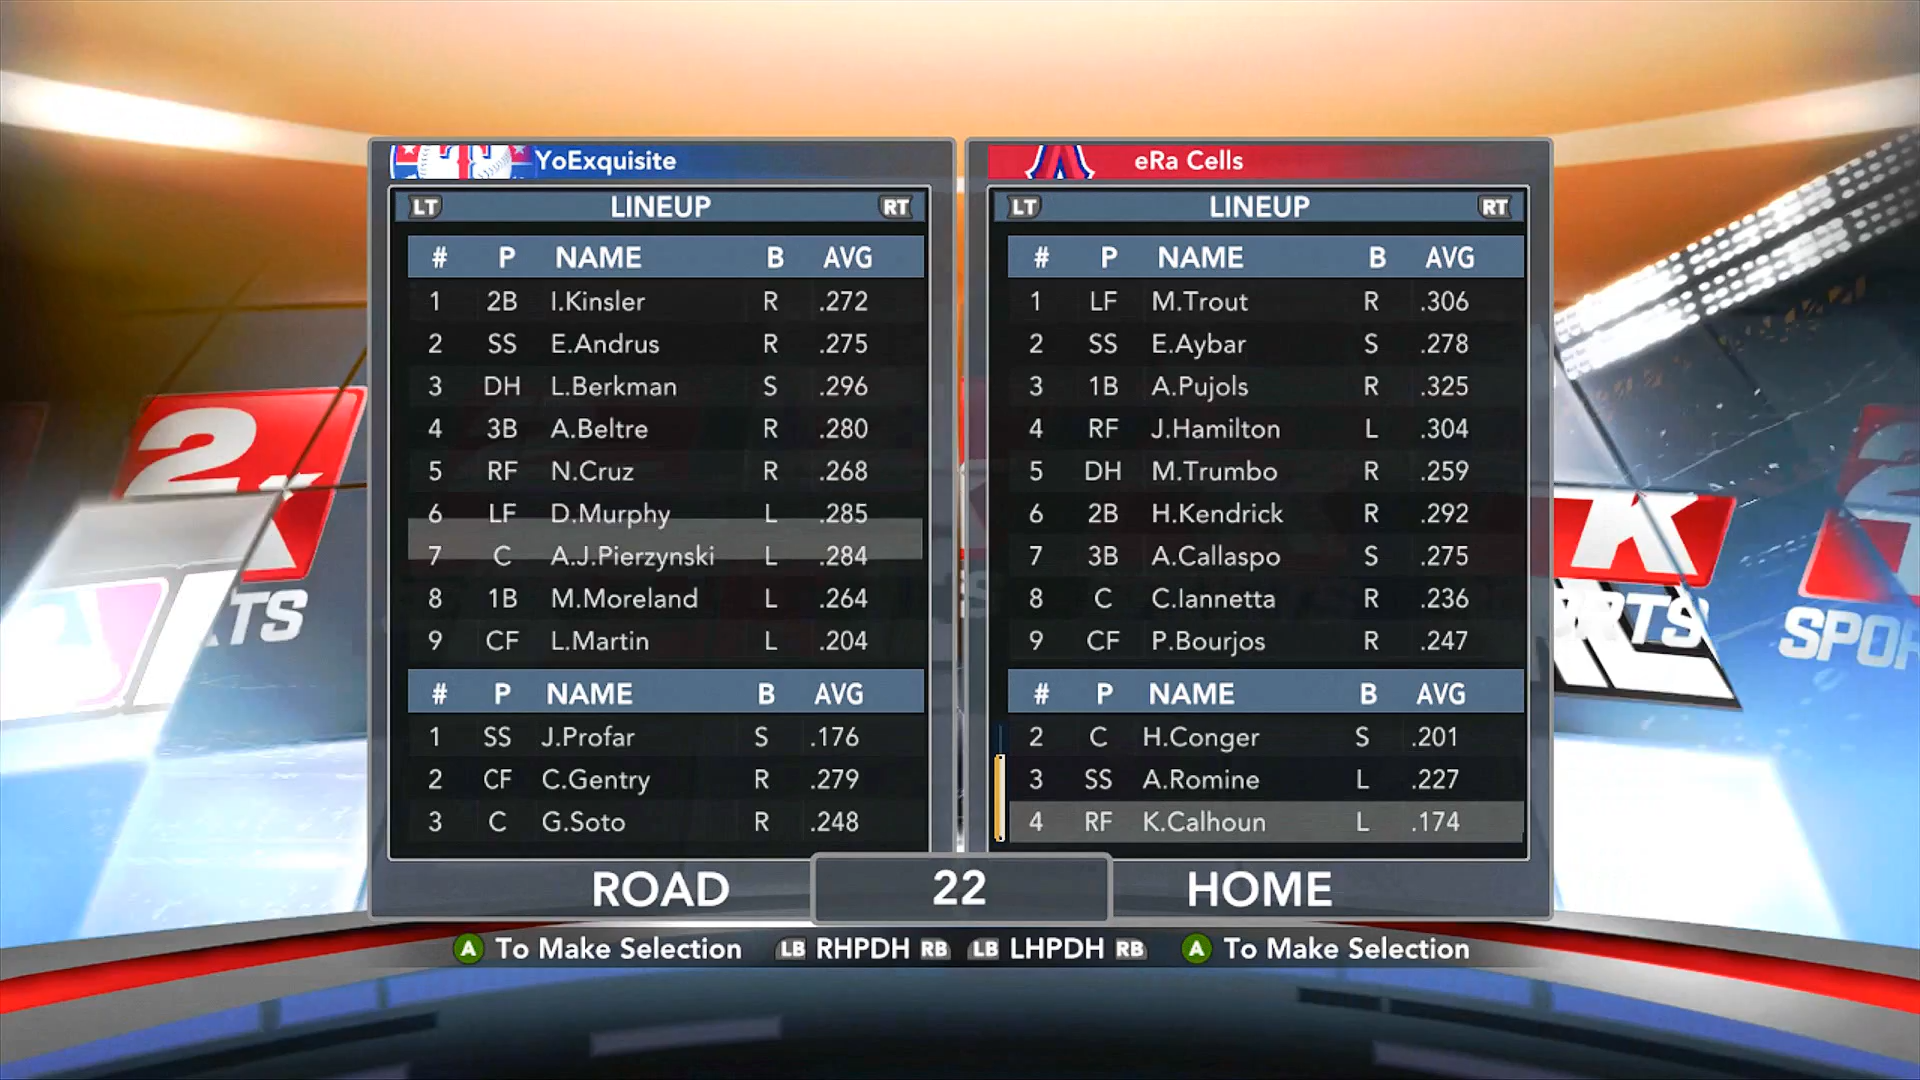 YoExquisite
LT LINEUP RT
# P NAME B AVG
1 2B I.Kinsler R .272
2 SS E.Andrus R .275
3 DH L.Berkman S .296
4 3B A.Beltre R .280
5 RF N.Cruz R .268
6 LF D.Murphy L .285
7 C A.J.Pierzynski L .284
8 1B M.Moreland L .264
9 CF L.Martin L .204
# P NAME B AVG
1 SS J.Profar S .176
2 CF C.Gentry R .279
3 C G.Soto R .248
ROAD
eRa Cells
LT LINEUP RT
# P NAME B AVG
1 LF M.Trout R .306
2 SS E.Aybar S .278
3 1B A.Pujols R .325
4 RF J.Hamilton L .304
5 DH M.Trumbo R .259
6 2B H.Kendrick R .292
7 3B A.Callaspo S .275
8 C C.Iannetta R .236
9 CF P.Bourjos R .247
# P NAME B AVG
2 C H.Conger S .201
3 SS A.Romine L .227
4 RF K.Calhoun L .174
22
HOME
A To Make Selection LB RHPDH RB LB LHPDH RB A To Make Selection
2K
TS
K
RTS
2
SPOR